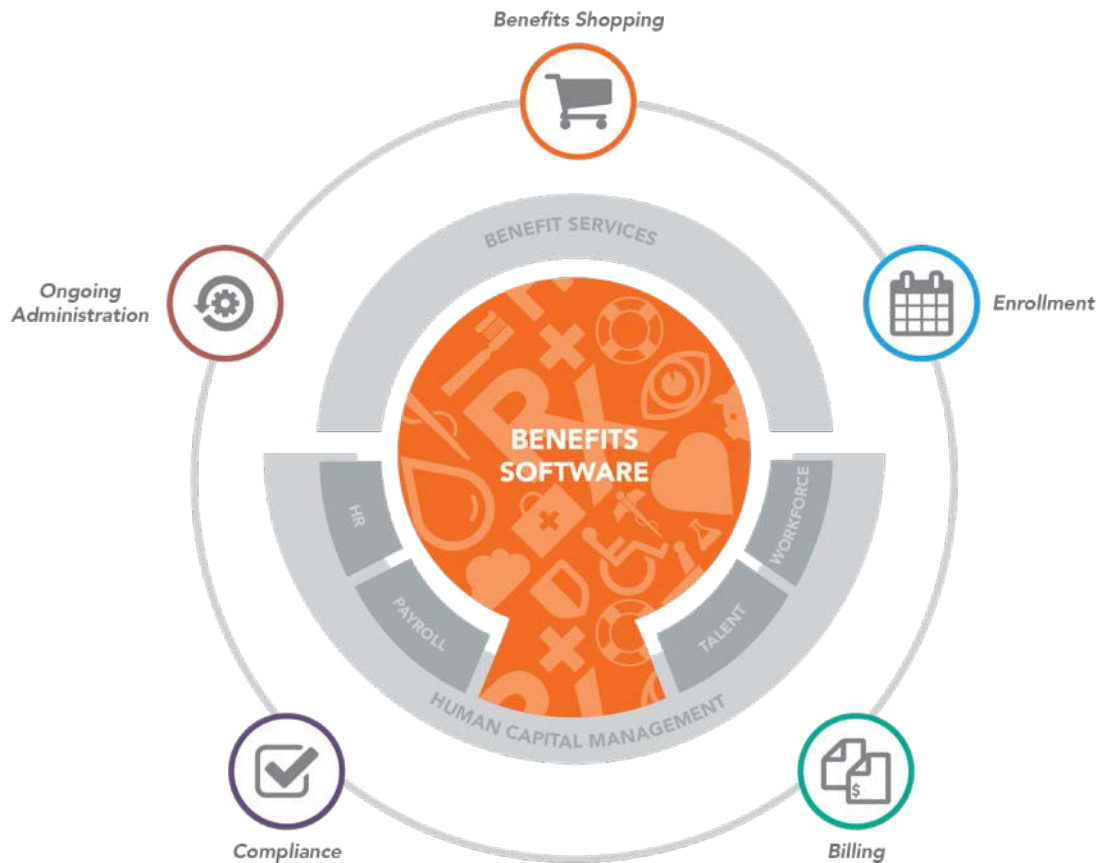 Benefits Shopping
BENEFIT SERVICES
Ongoing
Administration
Enrollment
BENEFITS
SOFTWARE
HR
WORKFORCE
PAYROLL
TALENT
HUMAN CAPITAL MANAGEMENT
Compliance
$
Billing